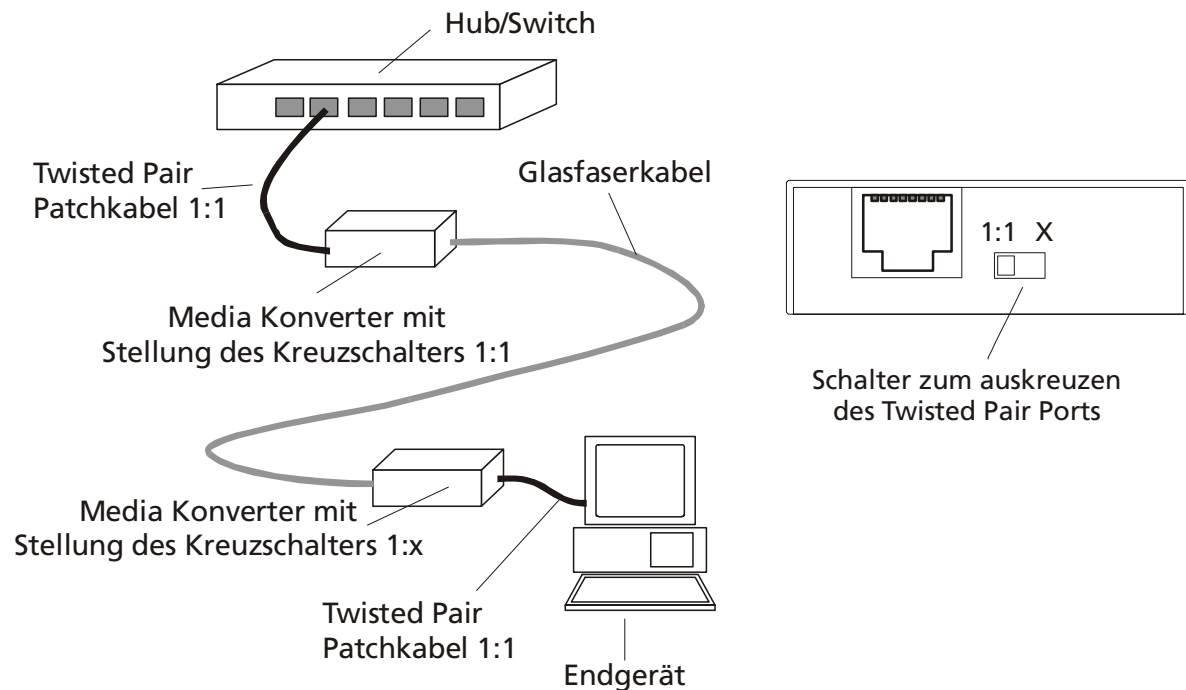 Hub/Switch
Twisted Pair
Patchkabel 1:1
Glasfaserkabel
1:1 X
Media Konverter mit
Stellung des Kreuzschalters 1:1
Schalter zum auskreuzen
des Twisted Pair Ports
Media Konverter mit
Stellung des Kreuzschalters 1:x
Twisted Pair
Patchkabel 1:1
Endgerät